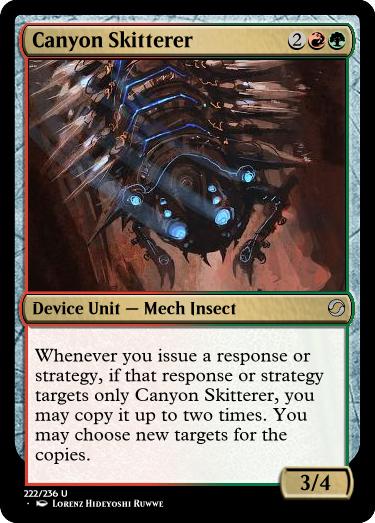 Canyon Skitterer 2
Device Unit — Mech Insect
Whenever you issue a response or
strategy, if that response or strategy
targets only Canyon Skitterer, you
may copy it up to two times. You
may choose new targets for the
copies.
3/4
222/236 U
· Lorenz Hideyoshi Ruwwe